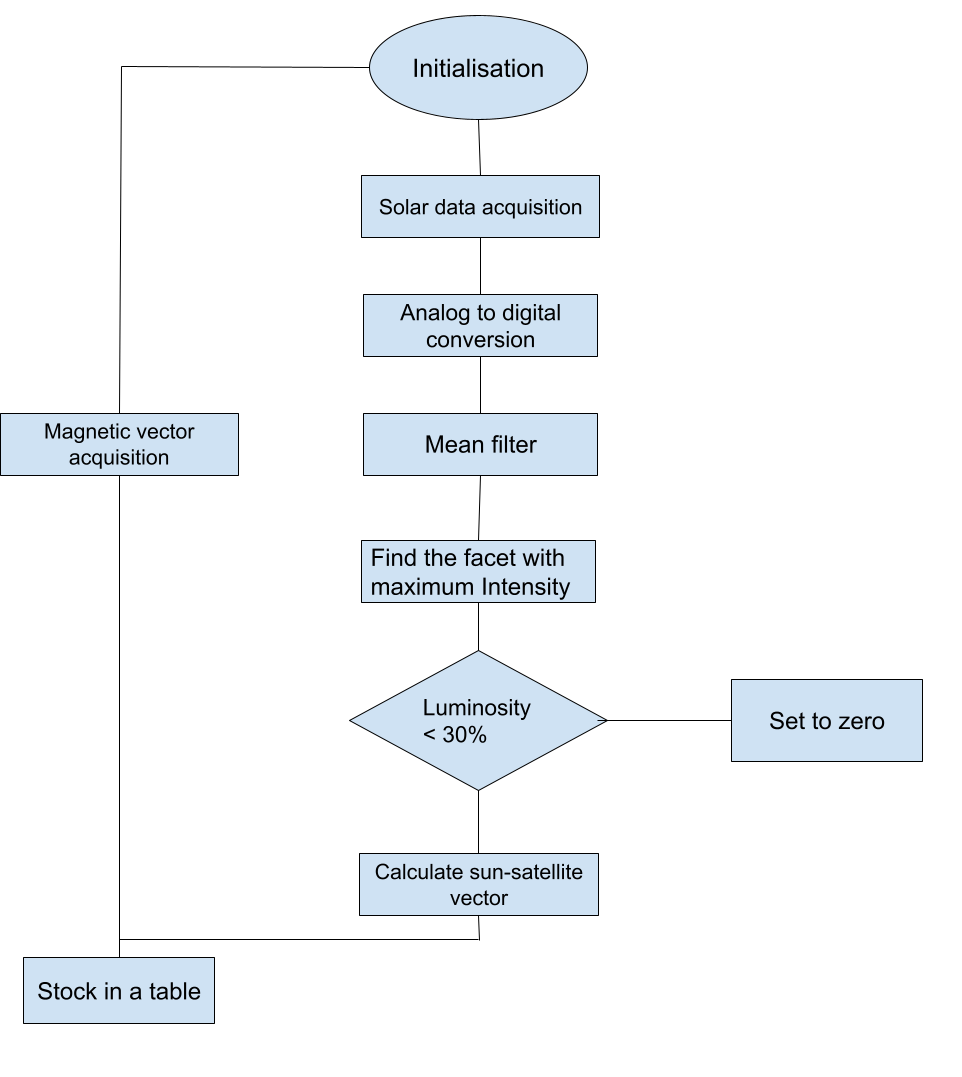 Initialisation
Solar data acquisition
Analog to digital
conversion
Magnetic vector
acquisition
Mean filter
Find the facet with
maximum Intensity
Luminosity
< 30%
Set to zero
Calculate sun-satellite
vector
Stock in a table